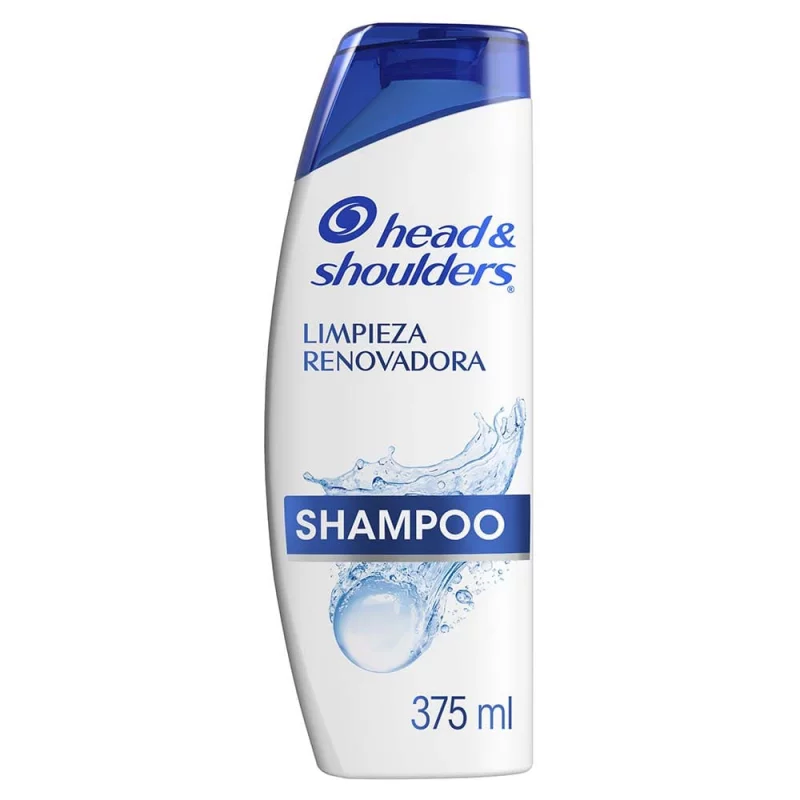 head &
shoulders®
LIMPIEZA
RENOVADORA
SHAMPOO
375 ml